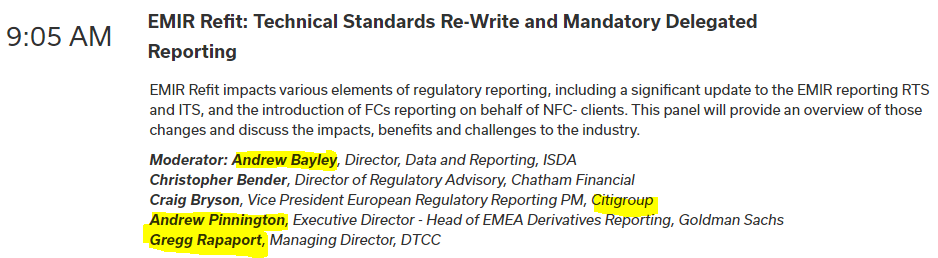 9:05 AM
EMIR Refit: Technical Standards Re-Write and Mandatory Delegated
Reporting
EMIR Refit impacts various elements of regulatory reporting, including a significant update to the EMIR reporting RTS
and ITS, and the introduction of FCs reporting on behalf of NFC- clients. This panel will provide an overview of those
changes and discuss the impacts, benefits and challenges to the industry.
Moderator: Andrew Bayley, Director, Data and Reporting, ISDA
Christopher Bender, Director of Regulatory Advisory, Chatham Financial
Craig Bryson, Vice President European Regulatory Reporting PM, Citigroup
Andrew Pinnington, Executive Director - Head of EMEA Derivatives Reporting, Goldman Sachs
Gregg Rapaport, Managing Director, DTCC